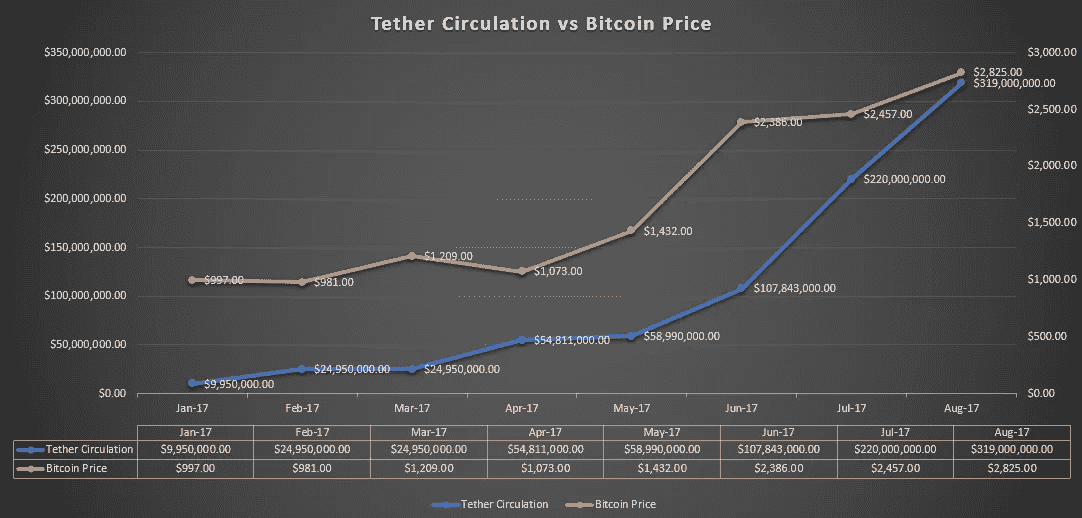 Tether Circulation vs Bitcoin Price
$350,000,000.00 $3,000.00
$2,825.00
$319,000,000.00
$300,000,000.00
$2,386.00 $2,457.00 $2,500.00
$250,000,000.00
$220,000,000.00 $2,000.00
$200,000,000.00
$1,432.00 $1,500.00
$150,000,000.00
$997.00 $981.00 $1,209.00 $1,073.00 $1,000.00
$100,000,000.00
$107,843,000.00
$50,000,000.00
$54,811,000.00 $58,990,000.00 $500.00
$9,950,000.00 $24,950,000.00 $24,950,000.00
$0.00 $0.00
Jan-17 Feb-17 Mar-17 Apr-17 May-17 Jun-17 Jul-17 Aug-17
Jan-17 Feb-17 Mar-17 Apr-17 May-17 Jun-17 Jul-17 Aug-17
Tether Circulation $9,950,000.00 $24,950,000.00 $24,950,000.00 $54,811,000.00 $58,990,000.00 $107,843,000.00 $220,000,000.00 $319,000,000.00
Bitcoin Price $997.00 $981.00 $1,209.00 $1,073.00 $1,432.00 $2,386.00 $2,457.00 $2,825.00
Tether Circulation Bitcoin Price